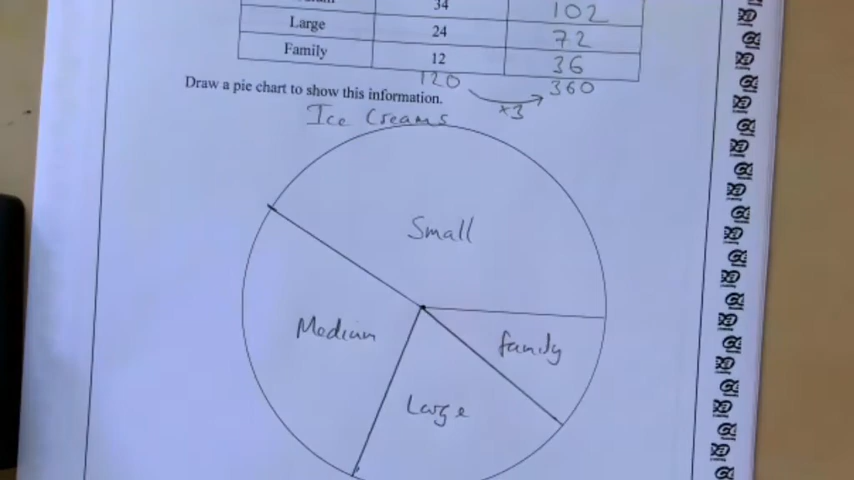 34 102
Large 24 72
Family 12 36
120 360
Draw a pie chart to show this information.
×3
Ice Creams
Small
Medium
family
Large